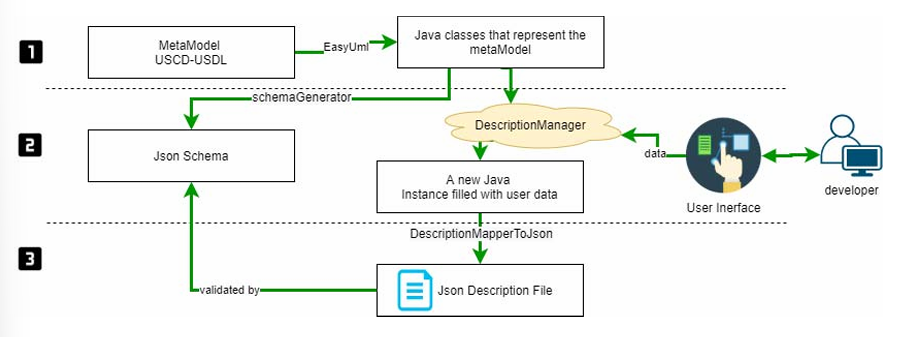 1
MetaModel
USCD-USDL
EasyUml
Java classes that represent the
metaModel
schemaGenerator
2
Json Schema
DescriptionManager
data
User Inerface
developer
A new Java
Instance filled with user data
3
DescriptionMapperToJson
validated by
Json Description File